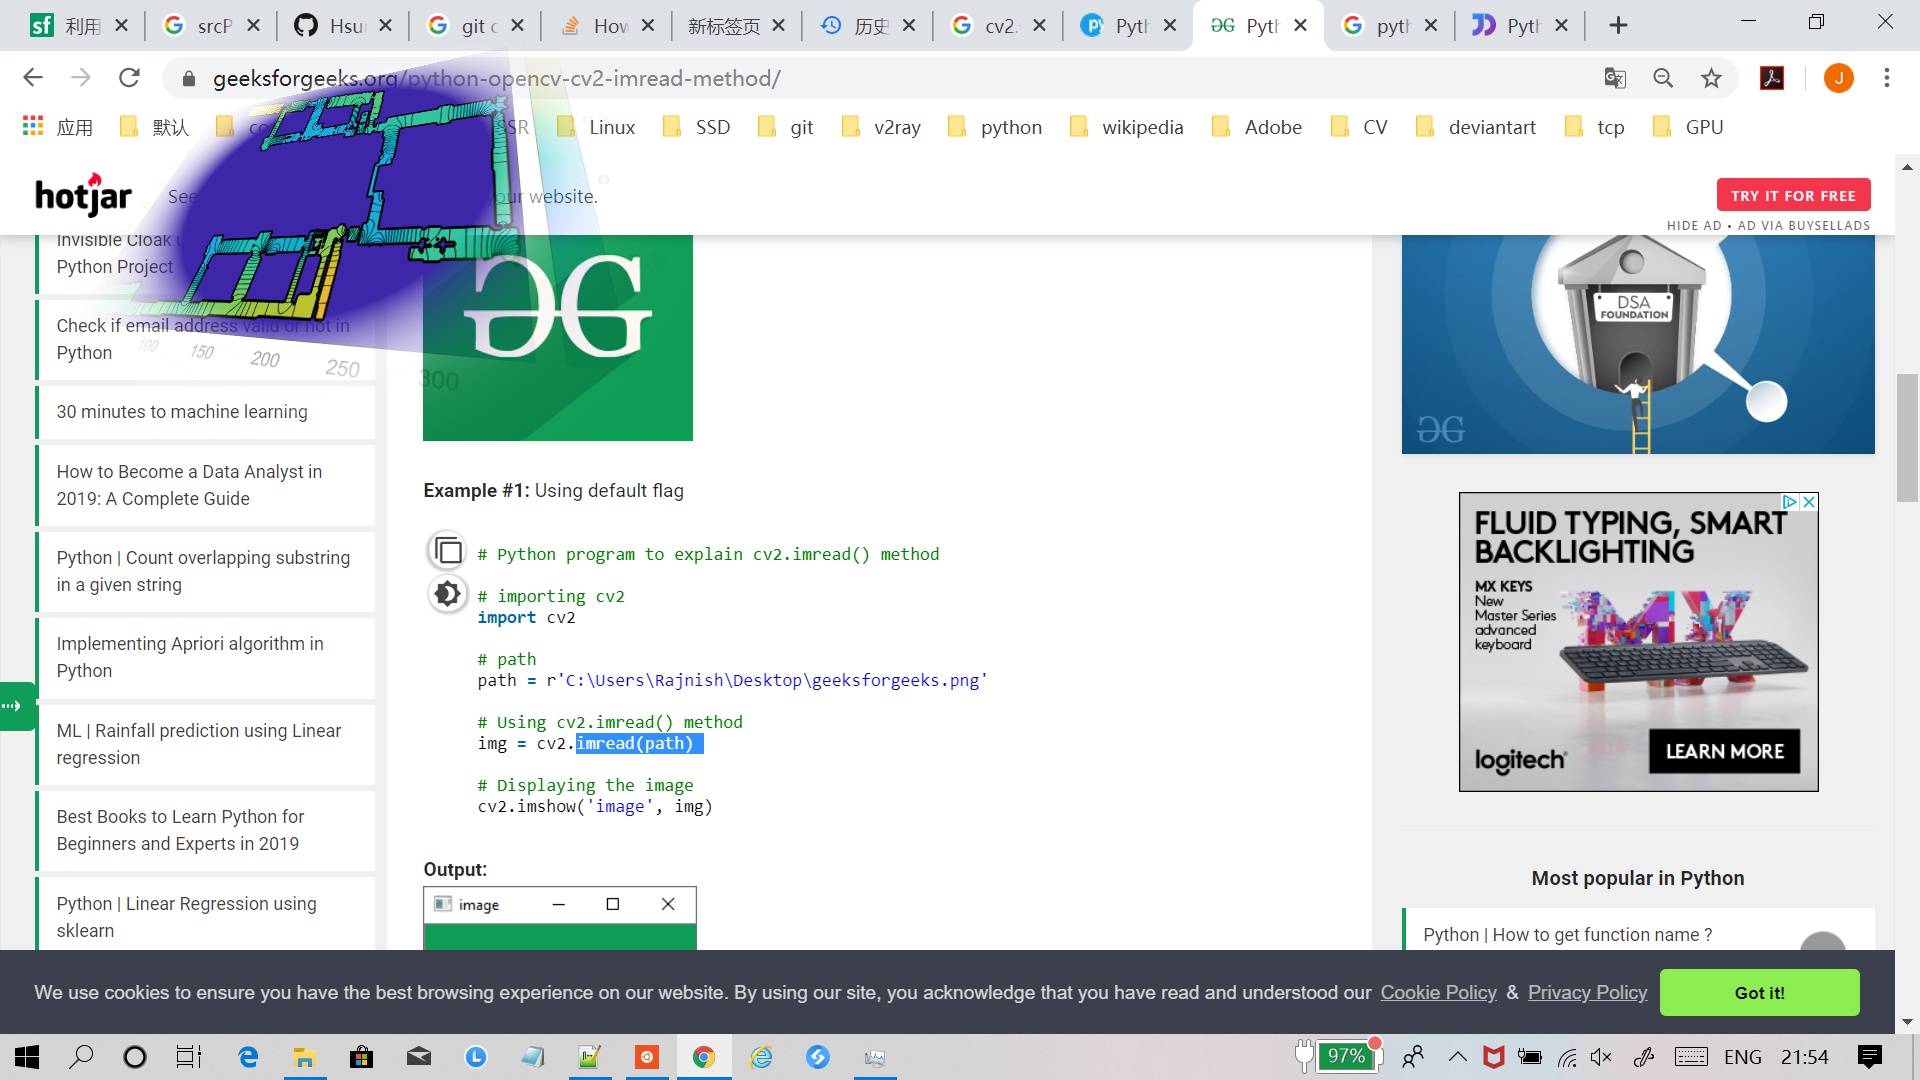 sf 利用
srcP
Hsu
git c
How
新标签页
历史
cv2.
Pyth
Pyth
pyth
Pyth
geeksforgeeks.org/python-opencv-cv2-imread-method/
J
应用
默认
SR
Linux
SSD
git
v2ray
python
wikipedia
Adobe
CV
deviantart
tcp
GPU
hotjar
See
our website.
TRY IT FOR FREE
HIDE AD • AD VIA BUYSELLADS
Invisible Cloak
Python Project
Check if email address valid or not in
Python
100 150 200 250 300
30 minutes to machine learning
How to Become a Data Analyst in
2019: A Complete Guide
Python | Count overlapping substring
in a given string
Implementing Apriori algorithm in
Python
ML | Rainfall prediction using Linear
regression
Best Books to Learn Python for
Beginners and Experts in 2019
Python | Linear Regression using
sklearn
Example #1: Using default flag
# Python program to explain cv2.imread() method
# importing cv2
import cv2
# path
path = r'C:\Users\Rajnish\Desktop\geeksforgeeks.png'
# Using cv2.imread() method
img = cv2.imread(path)
# Displaying the image
cv2.imshow('image', img)
Output:
image
DSA
FOUNDATION
FLUID TYPING, SMART
BACKLIGHTING
MX KEYS
New
Master Series
advanced
keyboard
logitech
LEARN MORE
Most popular in Python
Python | How to get function name ?
We use cookies to ensure you have the best browsing experience on our website. By using our site, you acknowledge that you have read and understood our Cookie Policy & Privacy Policy
Got it!
97%
ENG
21:54